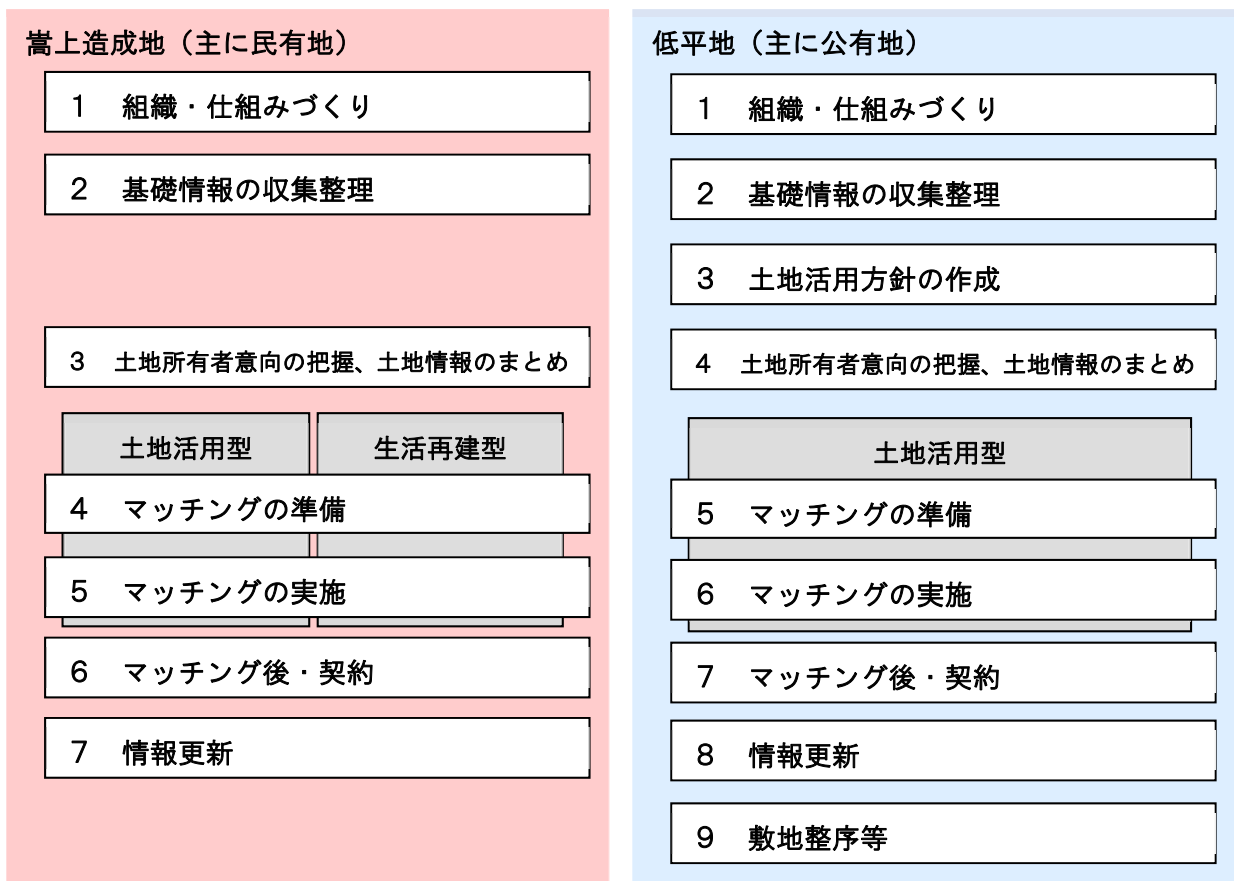 嵩上造成地（主に民有地）
１　組織・仕組みづくり
２　基礎情報の収集整理
３　土地所有者意向の把握、土地情報のまとめ
土地活用型　生活再建型
４　マッチングの準備
５　マッチングの実施
６　マッチング後・契約
７　情報更新
低平地（主に公有地）
１　組織・仕組みづくり
２　基礎情報の収集整理
３　土地活用方針の作成
４　土地所有者意向の把握、土地情報のまとめ
土地活用型
５　マッチングの準備
６　マッチングの実施
７　マッチング後・契約
８　情報更新
９　敷地整序等